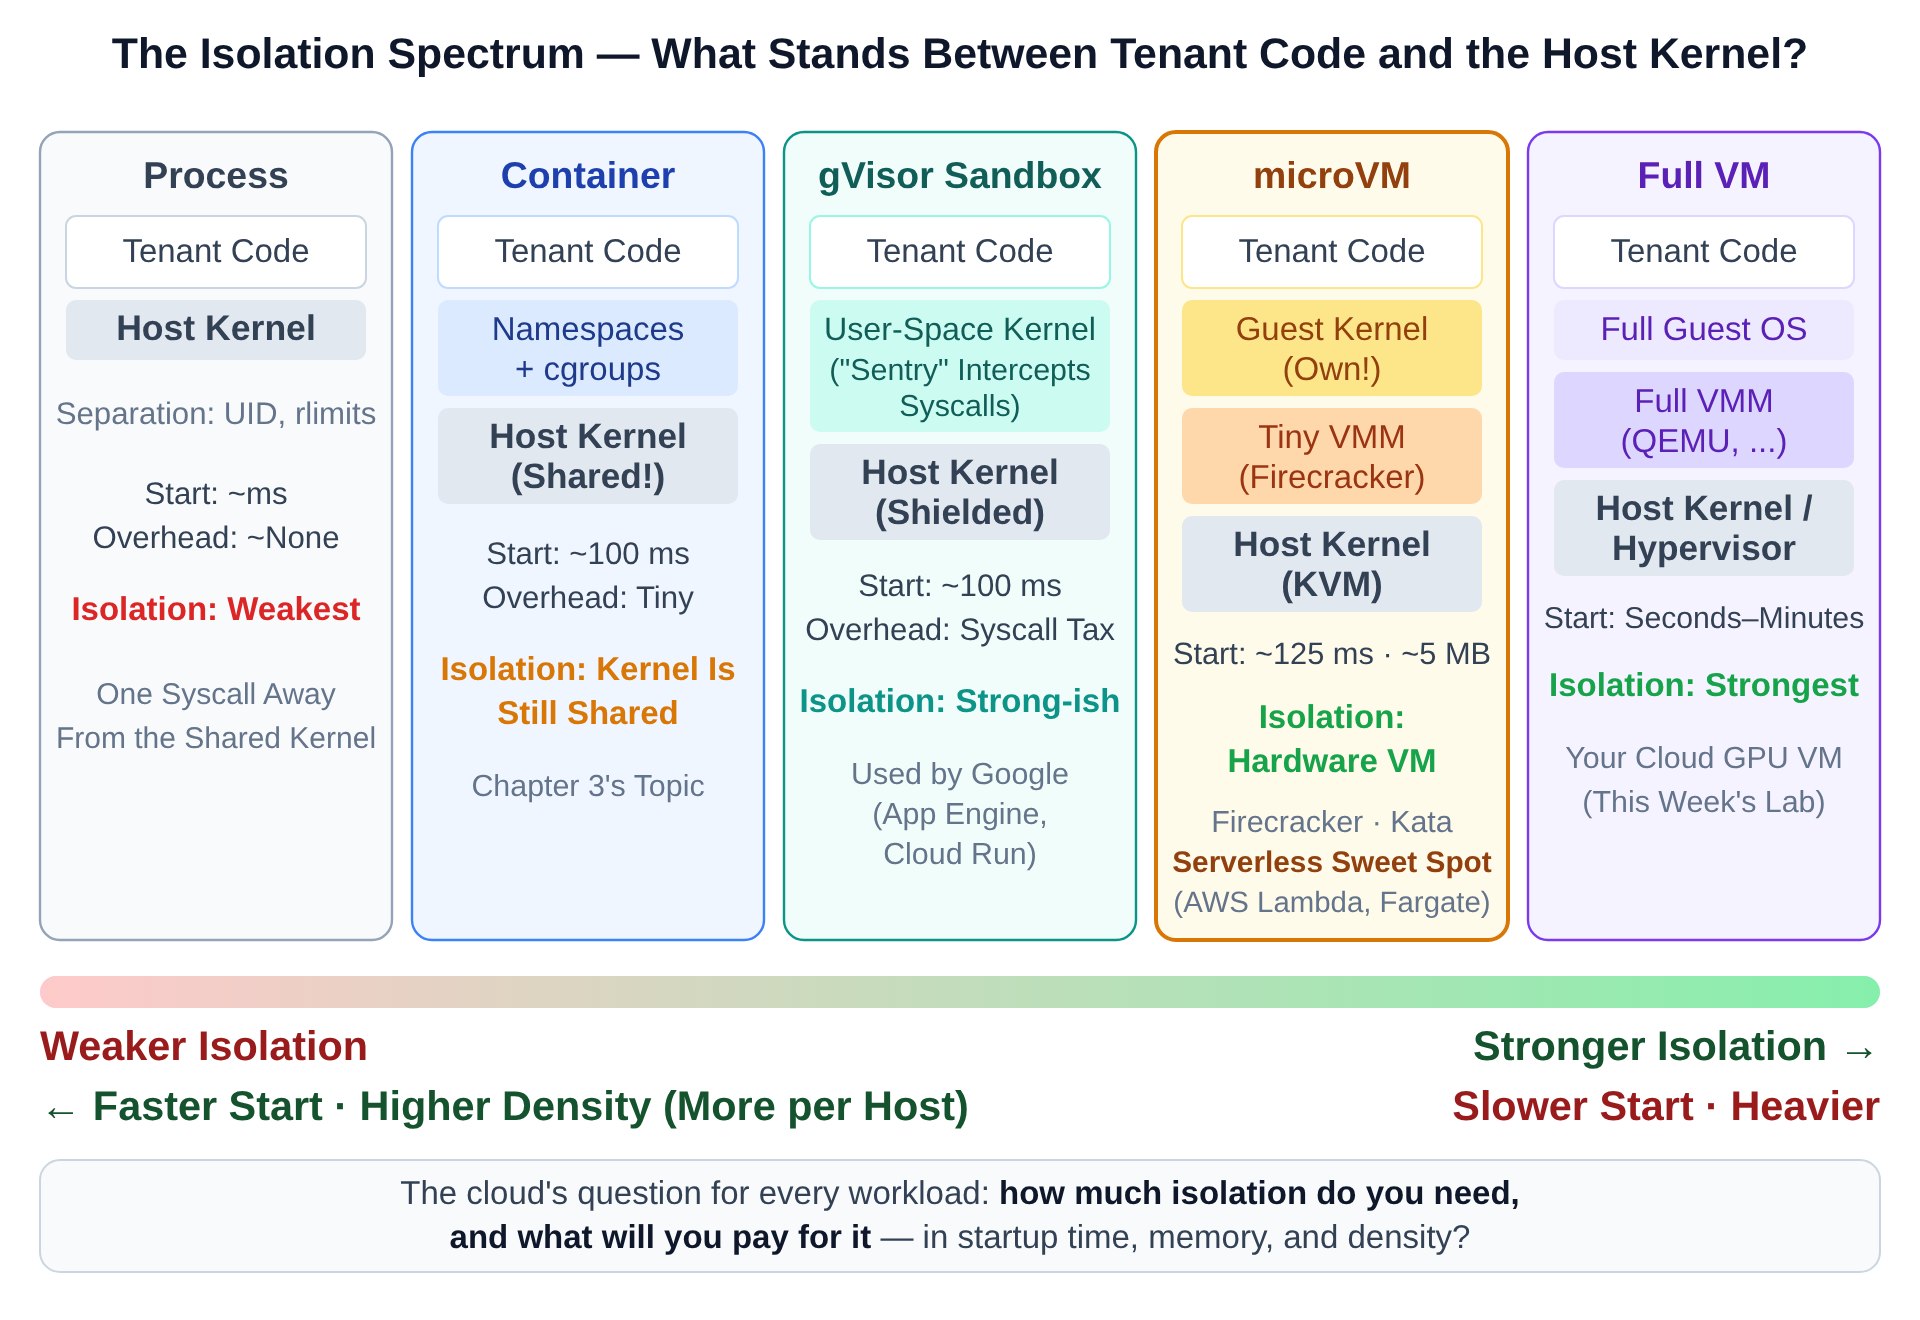 The Isolation Spectrum — What Stands Between Tenant Code and the Host Kernel?
Process
Tenant Code
Host Kernel
Separation: UID, rlimits
Start: ~ms
Overhead: ~None
Isolation: Weakest
One Syscall Away
From the Shared Kernel
Container
Tenant Code
Namespaces
+ cgroups
Host Kernel
(Shared!)
Start: ~100 ms
Overhead: Tiny
Isolation: Kernel Is
Still Shared
Chapter 3's Topic
gVisor Sandbox
Tenant Code
User-Space Kernel
("Sentry" Intercepts
Syscalls)
Host Kernel
(Shielded)
Start: ~100 ms
Overhead: Syscall Tax
Isolation: Strong-ish
Used by Google
(App Engine,
Cloud Run)
microVM
Tenant Code
Guest Kernel
(Own!)
Tiny VMM
(Firecracker)
Host Kernel
(KVM)
Start: ~125 ms · ~5 MB
Isolation:
Hardware VM
Firecracker · Kata
Serverless Sweet Spot
(AWS Lambda, Fargate)
Full VM
Tenant Code
Full Guest OS
Full VMM
(QEMU, ...)
Host Kernel /
Hypervisor
Start: Seconds–Minutes
Isolation: Strongest
Your Cloud GPU VM
(This Week's Lab)
Weaker Isolation
Stronger Isolation →
← Faster Start · Higher Density (More per Host)
Slower Start · Heavier
The cloud's question for every workload: how much isolation do you need,
and what will you pay for it — in startup time, memory, and density?